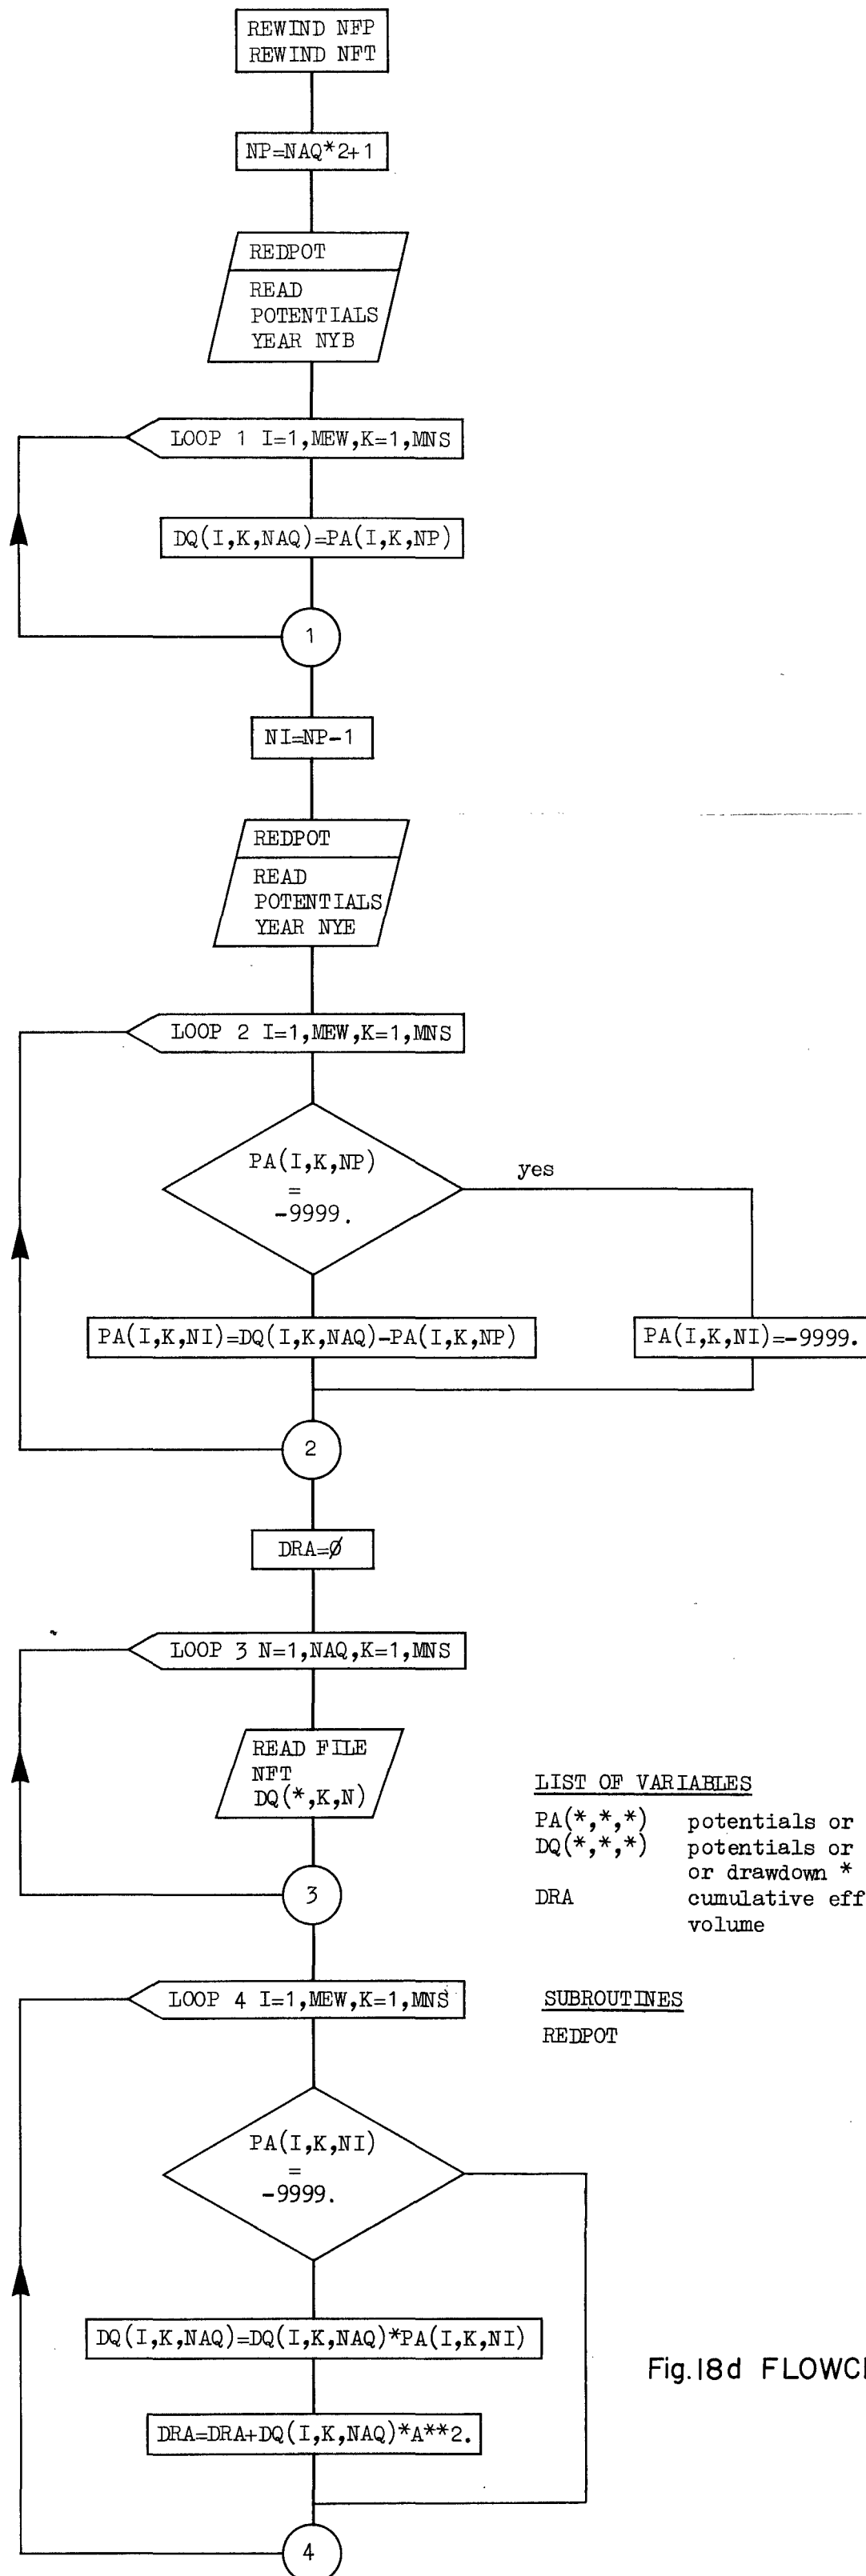 REWIND NFP
REWIND NFT
NP=NAQ*2+1
REDPOT
READ
POTENTIALS
YEAR NYB
LOOP 1 I=1,MEW,K=1,MNS
DQ(I,K,NAQ)=PA(I,K,NP)
1
NI=NP-1
REDPOT
READ
POTENTIALS
YEAR NYE
LOOP 2 I=1,MEW,K=1,MNS
PA(I,K,NP)
=
-9999.
yes
PA(I,K,NI)=DQ(I,K,NAQ)-PA(I,K,NP)
PA(I,K,NI)=-9999.
2
DRA=Ø
LOOP 3 N=1,NAQ,K=1,MNS
READ FILE
NFT
DQ(*,K,N)
3
LIST OF VARIABLES
PA(*,*,*) potentials or
DQ(*,*,*) potentials or
or drawdown *
DRA cumulative eff
volume
LOOP 4 I=1,MEW,K=1,MNS
SUBROUTINES
REDPOT
PA(I,K,NI)
=
-9999.
DQ(I,K,NAQ)=DQ(I,K,NAQ)*PA(I,K,NI)
DRA=DRA+DQ(I,K,NAQ)*A**2.
4
Fig.18d FLOWC